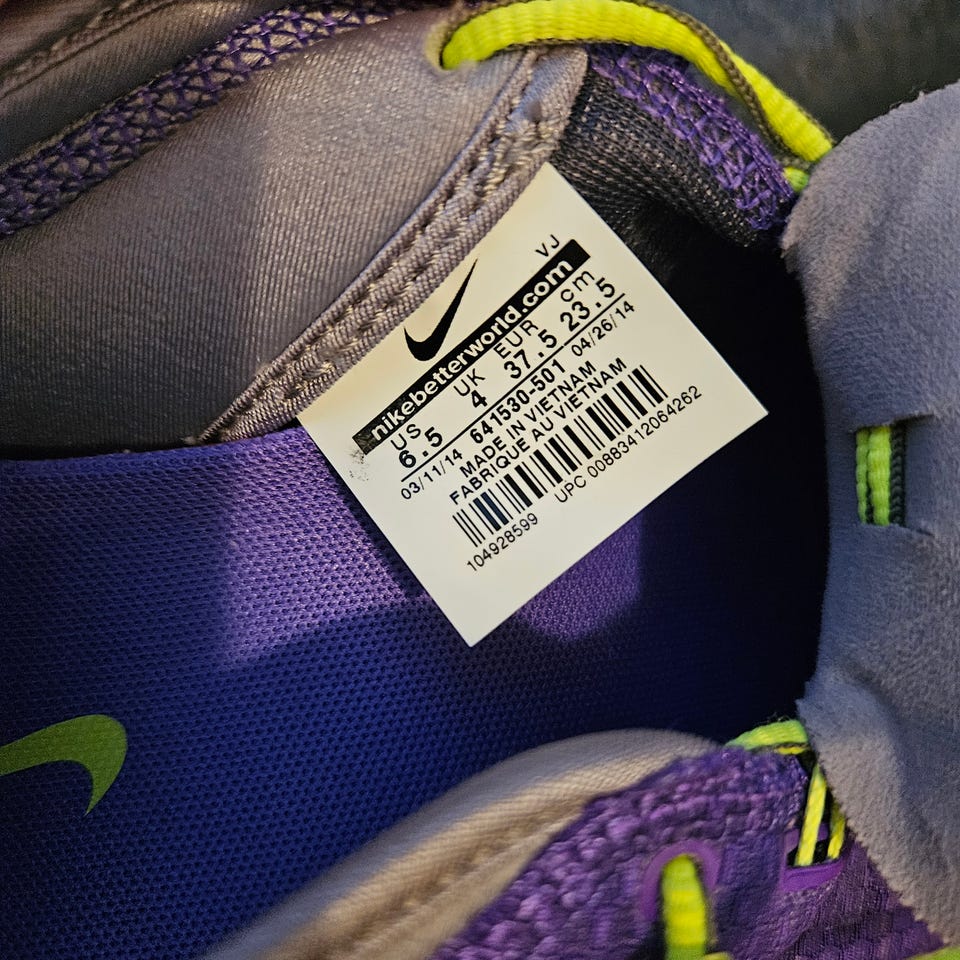 VJ
nikebetterworld.com
US UK EUR cm
6.5 4 37.5 23.5
03/11/14 641530-501 04/26/14
MADE IN VIETNAM
FABRIQUE AU VIETNAM
104928599 UPC 00883412064262